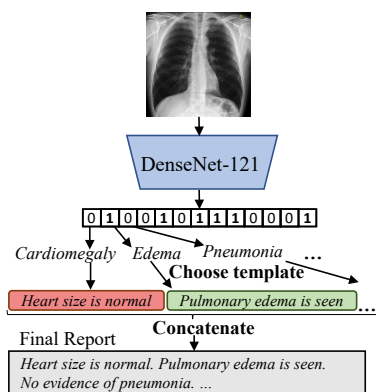 DenseNet-121
0 1 0 0 1 0 1 1 1 0 0 0 1
Cardiomegaly Edema Pneumonia ...
Choose template
Heart size is normal Pulmonary edema is seen ...
Concatenate
Final Report
Heart size is normal. Pulmonary edema is seen.
No evidence of pneumonia. ...